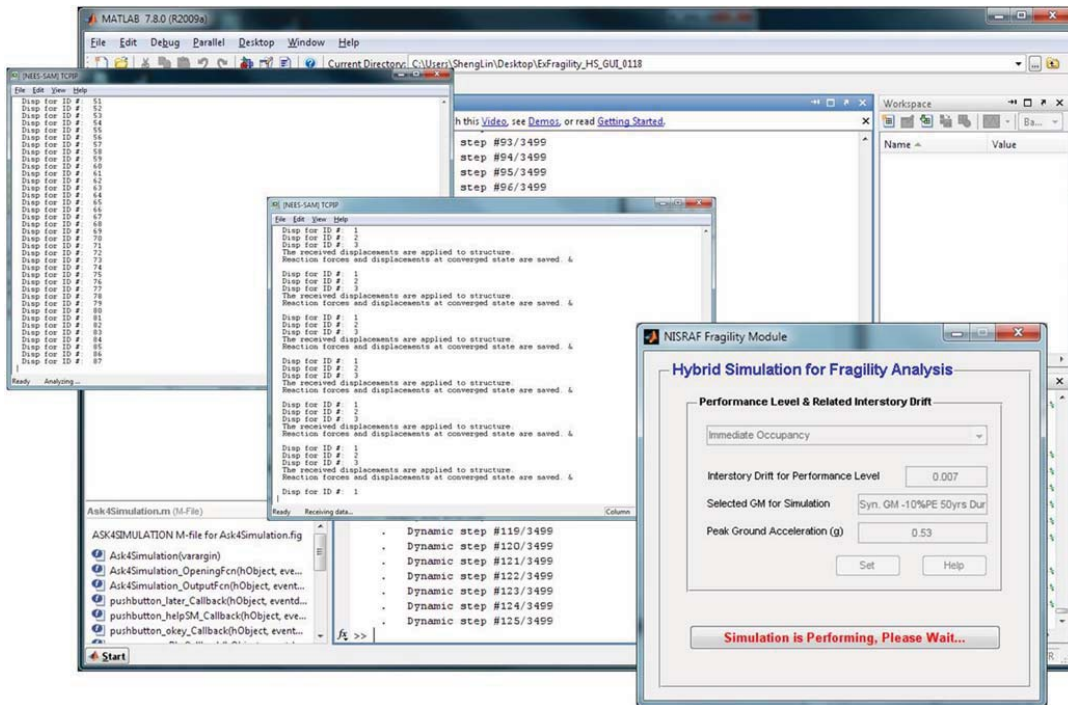 MATLAB 7.8.0 (R2009a)
File Edit Debug Parallel Desktop Window Help
Current Directory: C:\Users\ShengLin\Desktop\ExFragility_HS_GUI_0118
[NEES-SAM] TCPIP
File Edit View Help
Disp for ID #: 51
Disp for ID #: 52
Disp for ID #: 53
Disp for ID #: 54
Disp for ID #: 55
Disp for ID #: 56
Disp for ID #: 57
Disp for ID #: 58
Disp for ID #: 59
Disp for ID #: 60
Disp for ID #: 61
Disp for ID #: 62
Disp for ID #: 63
Disp for ID #: 64
Disp for ID #: 65
Disp for ID #: 66
Disp for ID #: 67
Disp for ID #: 68
Disp for ID #: 69
Disp for ID #: 70
Disp for ID #: 71
Disp for ID #: 72
Disp for ID #: 73
Disp for ID #: 74
Disp for ID #: 75
Disp for ID #: 76
Disp for ID #: 77
Disp for ID #: 78
Disp for ID #: 79
Disp for ID #: 80
Disp for ID #: 81
Disp for ID #: 82
Disp for ID #: 83
Disp for ID #: 84
Disp for ID #: 85
Disp for ID #: 86
Disp for ID #: 87
Ready Analyzing ...
h this Video, see Demos, or read Getting Started.
step #93/3499
step #94/3499
step #95/3499
step #96/3499
Workspace
Ba...
Name Value
[NEES-SAM] TCPIP
File Edit View Help
Disp for ID #: 1
Disp for ID #: 2
Disp for ID #: 3
The received displacements are applied to structure.
Reaction forces and displacements at converged state are saved. &
Disp for ID #: 1
Disp for ID #: 2
Disp for ID #: 3
The received displacements are applied to structure.
Reaction forces and displacements at converged state are saved. &
Disp for ID #: 1
Disp for ID #: 2
Disp for ID #: 3
The received displacements are applied to structure.
Reaction forces and displacements at converged state are saved. &
Disp for ID #: 1
Disp for ID #: 2
Disp for ID #: 3
The received displacements are applied to structure.
Reaction forces and displacements at converged state are saved. &
Disp for ID #: 1
Disp for ID #: 2
Disp for ID #: 3
The received displacements are applied to structure.
Reaction forces and displacements at converged state are saved. &
Disp for ID #: 1
Disp for ID #: 2
Disp for ID #: 3
The received displacements are applied to structure.
Reaction forces and displacements at converged state are saved. &
Disp for ID #: 1
Ready Receiving data... Column
Ask4Simulation.m (M-File)
ASK4SIMULATION M-file for Ask4Simulation.fig
Ask4Simulation(varargin)
Ask4Simulation_OpeningFcn(hObject, eve...
Ask4Simulation_OutputFcn(hObject, event...
pushbutton_later_Callback(hObject, eventd...
pushbutton_helpSM_Callback(hObject, eve...
pushbutton_okey_Callback(hObject, event...
. Dynamic step #119/3499
. Dynamic step #120/3499
. Dynamic step #121/3499
. Dynamic step #122/3499
. Dynamic step #123/3499
. Dynamic step #124/3499
. Dynamic step #125/3499
fx >>
Start
NISRAF Fragility Module
Hybrid Simulation for Fragility Analysis
Performance Level & Related Interstory Drift
Immediate Occupancy
Interstory Drift for Performance Level 0.007
Selected GM for Simulation Syn. GM -10%PE 50yrs Dur
Peak Ground Acceleration (g) 0.53
Set Help
Simulation is Performing, Please Wait...